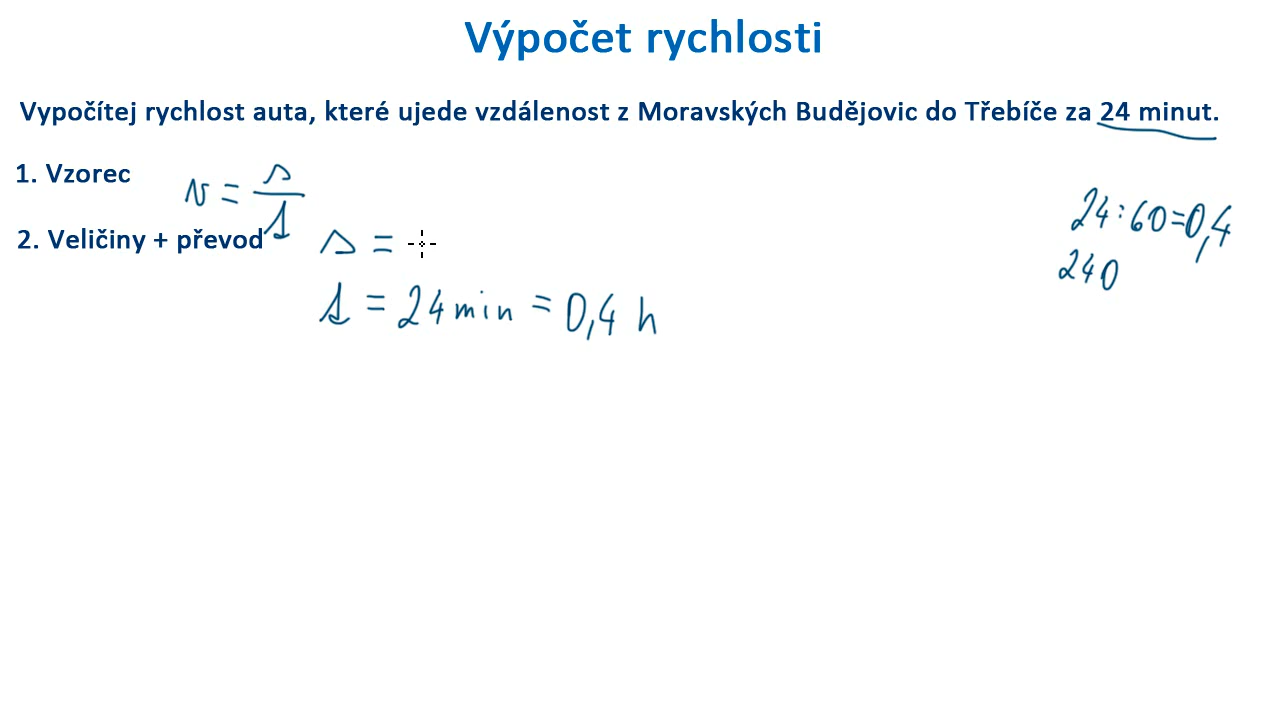 Výpočet rychlosti
Vypočítej rychlost auta, které ujede vzdálenost z Moravských Budějovic do Třebíče za 24 minut.
1. Vzorec
v = s/t
24:60=0,4
240
2. Veličiny + převod
s =
t = 24 min = 0,4 h